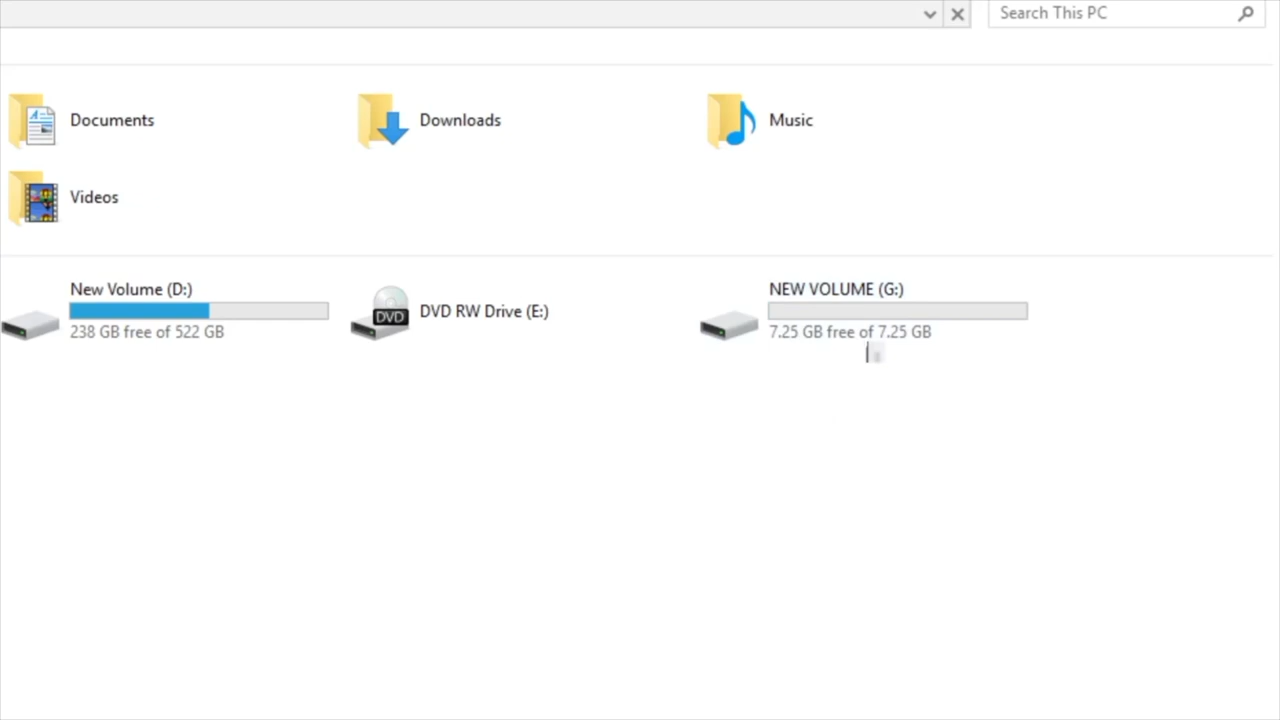 Search This PC
Documents
Downloads
Music
Videos
New Volume (D:)
238 GB free of 522 GB
DVD
DVD RW Drive (E:)
NEW VOLUME (G:)
7.25 GB free of 7.25 GB